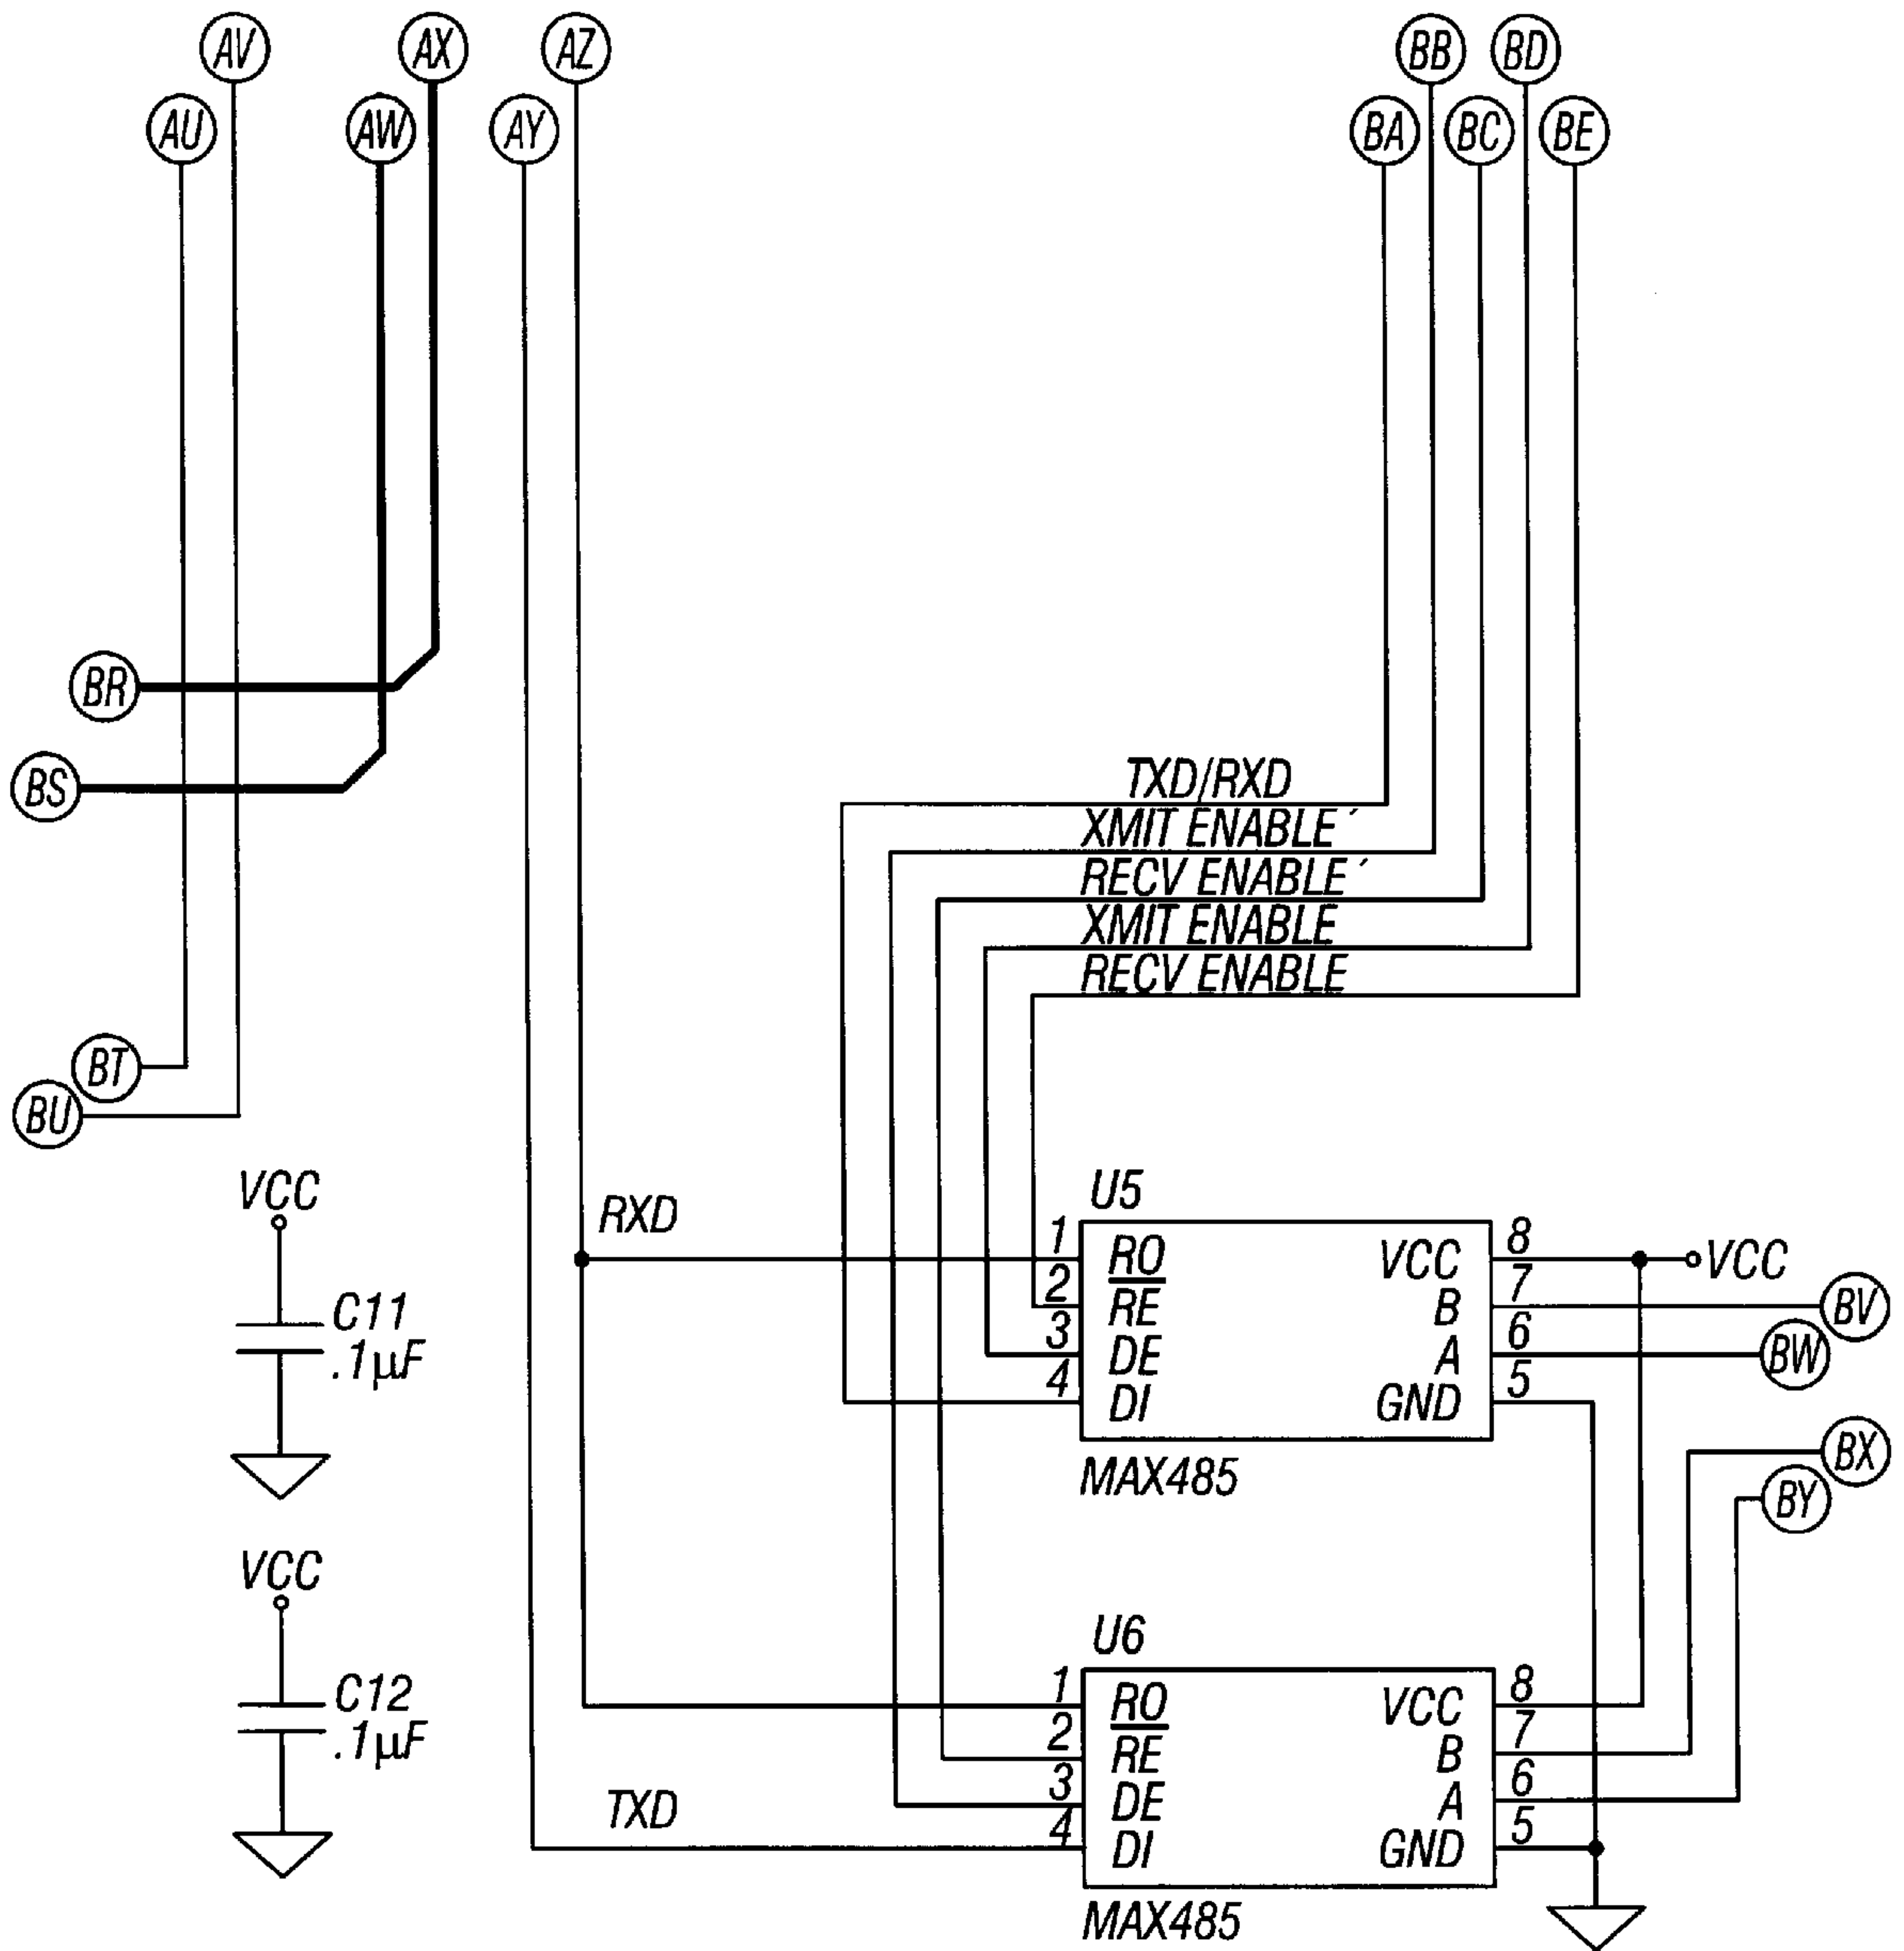 AV AX AZ BB BD
AU AW AY BA BC BE
BR
BS
TXD/RXD
XMIT ENABLE´
RECV ENABLE´
XMIT ENABLE
RECV ENABLE
BT
BU
VCC
C11
.1µF
VCC
C12
.1µF
RXD
TXD
U5
1 RO VCC 8 VCC
2 RE B 7 BV
3 DE A 6 BW
4 DI GND 5
MAX485
BX
BY
U6
1 RO VCC 8
2 RE B 7
3 DE A 6
4 DI GND 5
MAX485